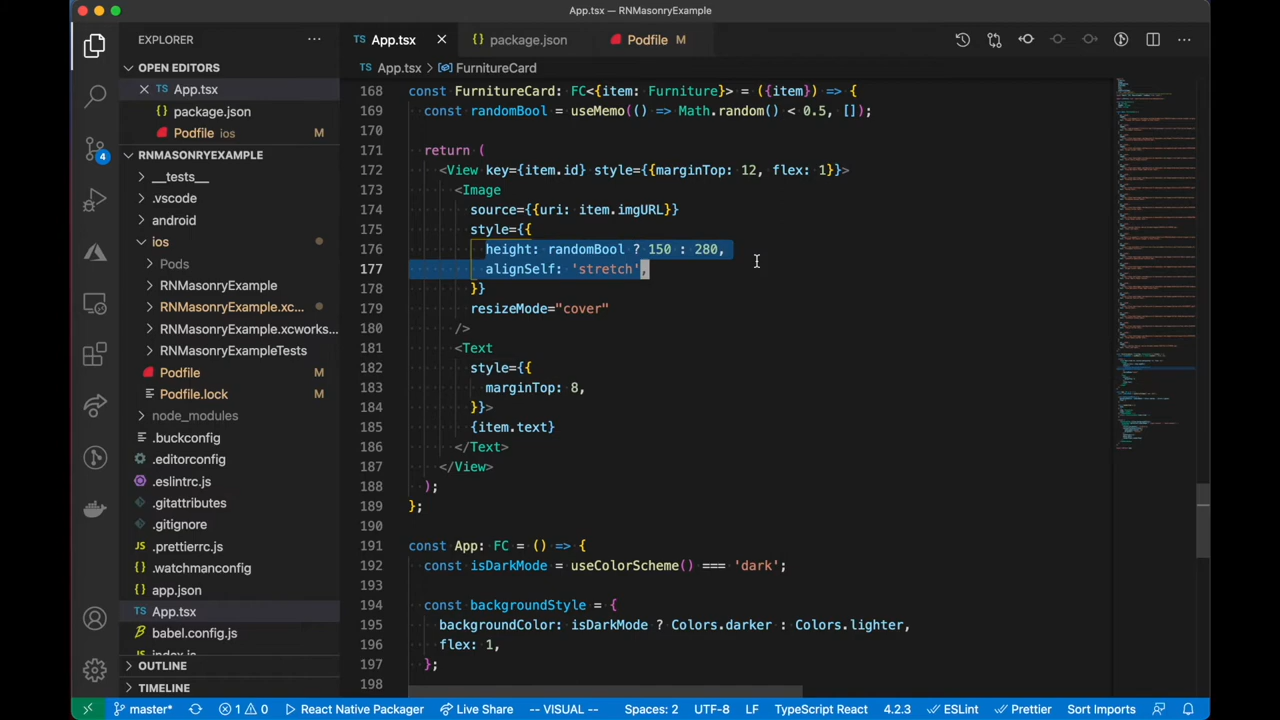 App.tsx — RNMasonryExample
EXPLORER
OPEN EDITORS
App.tsx
package.json
Podfile ios M
RNMASONRYEXAMPLE
__tests__
.vscode
android
ios
Pods
RNMasonryExample
RNMasonryExample.xc...
RNMasonryExample.xcworks...
RNMasonryExampleTests
Podfile M
Podfile.lock M
node_modules
.buckconfig
.editorconfig
.eslintrc.js
.gitattributes
.gitignore
.prettierrc.js
.watchmanconfig
app.json
App.tsx
babel.config.js
index.js
OUTLINE
TIMELINE
4
App.tsx
package.json
Podfile M
App.tsx > FurnitureCard
168 const FurnitureCard: FC<{item: Furniture}> = ({item}) => {
169 const randomBool = useMemo(() => Math.random() < 0.5, []);
170
171 return (
172 <View key={item.id} style={{marginTop: 12, flex: 1}}>
173 <Image
174 source={{uri: item.imgURL}}
175 style={{
176 height: randomBool ? 150 : 280,
177 alignSelf: 'stretch',
178 }}
179 resizeMode="cover"
180 />
181 <Text
182 style={{
183 marginTop: 8,
184 }}>
185 {item.text}
186 </Text>
187 </View>
188 );
189 };
190
191 const App: FC = () => {
192 const isDarkMode = useColorScheme() === 'dark';
193
194 const backgroundStyle = {
195 backgroundColor: isDarkMode ? Colors.darker : Colors.lighter,
196 flex: 1,
197 };
198
master* 1 0 React Native Packager Live Share -- VISUAL -- Spaces: 2 UTF-8 LF TypeScript React 4.2.3 ESLint Prettier Sort Imports